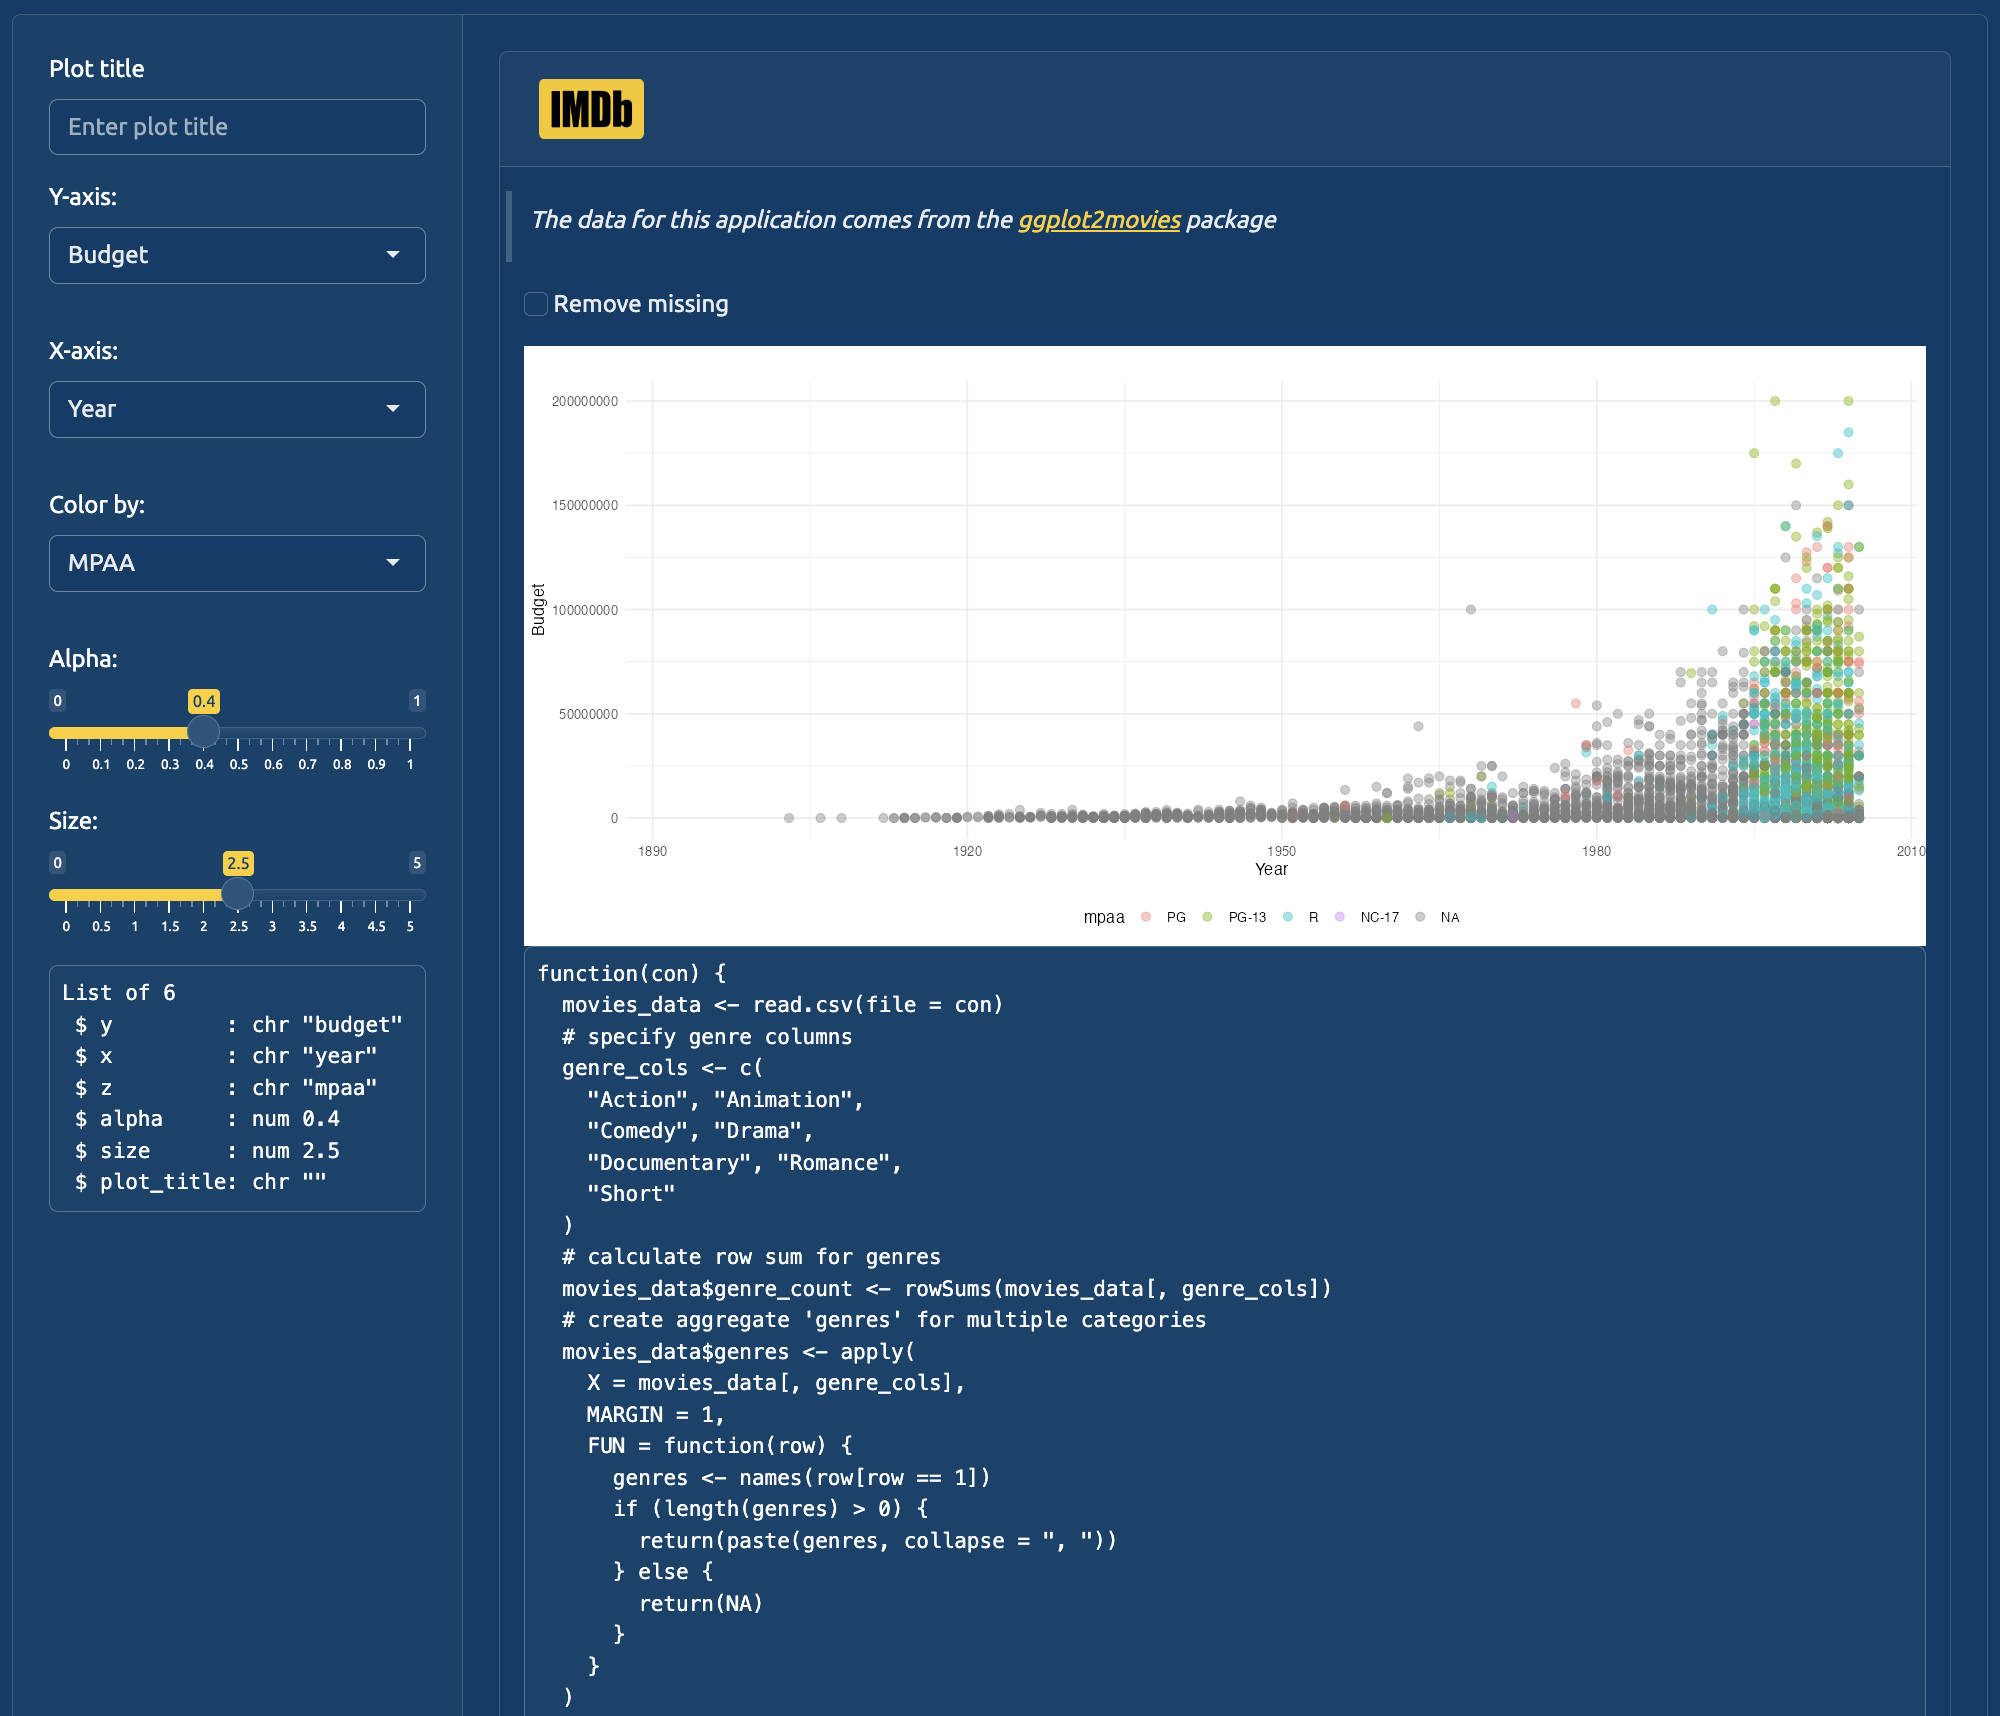 Plot title
Enter plot title
Y-axis:
Budget
X-axis:
Year
Color by:
MPAA
Alpha:
0 0.4 1
0 0.1 0.2 0.3 0.4 0.5 0.6 0.7 0.8 0.9 1
Size:
0 2.5 5
0 0.5 1 1.5 2 2.5 3 3.5 4 4.5 5
List of 6
 $ y         : chr "budget"
 $ x         : chr "year"
 $ z         : chr "mpaa"
 $ alpha     : num 0.4
 $ size      : num 2.5
 $ plot_title: chr ""
IMDb
The data for this application comes from the ggplot2movies package
Remove missing
200000000
150000000
100000000
50000000
0
Budget
1890 1920 1950 1980 2010
Year
mpaa PG PG-13 R NC-17 NA
function(con) {
  movies_data <- read.csv(file = con)
  # specify genre columns
  genre_cols <- c(
    "Action", "Animation",
    "Comedy", "Drama",
    "Documentary", "Romance",
    "Short"
  )
  # calculate row sum for genres
  movies_data$genre_count <- rowSums(movies_data[, genre_cols])
  # create aggregate 'genres' for multiple categories
  movies_data$genres <- apply(
    X = movies_data[, genre_cols],
    MARGIN = 1,
    FUN = function(row) {
      genres <- names(row[row == 1])
      if (length(genres) > 0) {
        return(paste(genres, collapse = ", "))
      } else {
        return(NA)
      }
    }
  )